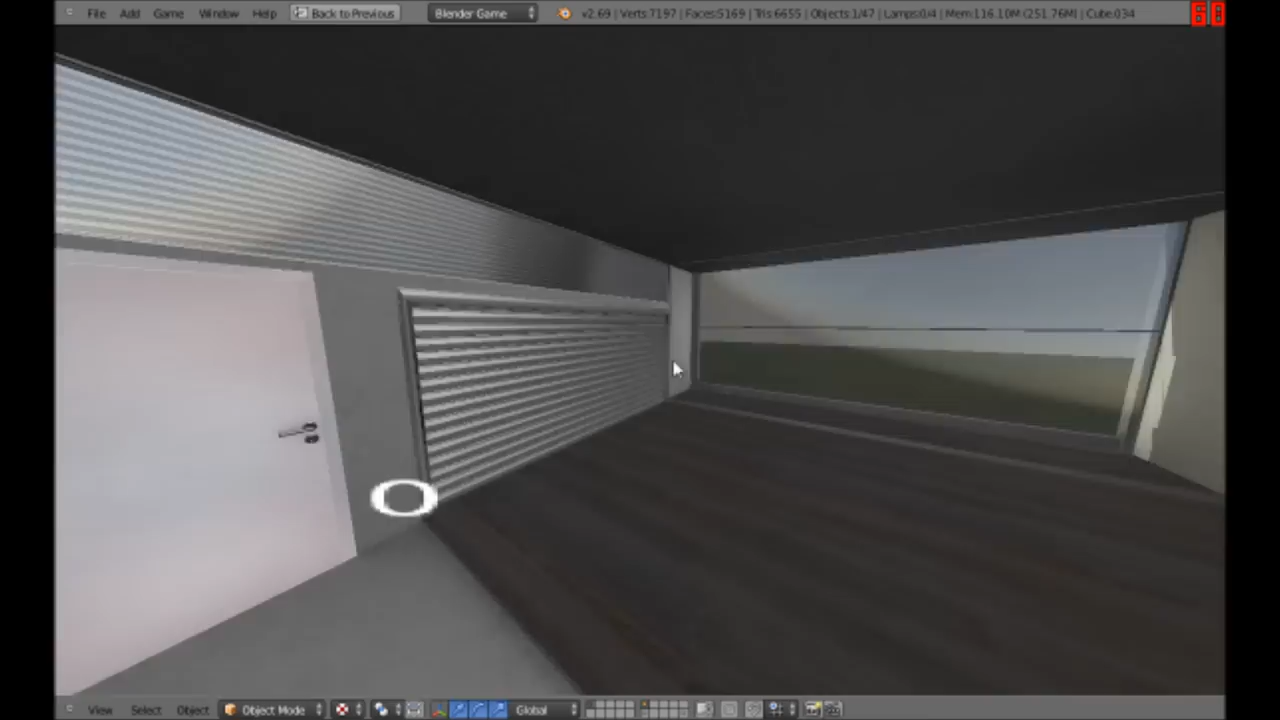 File Add Game Window Help Back to Previous Blender Game v2.69 | Verts:7197 | Faces:5169 | Tris:6655 | Objects:1/47 | Lamps:0/4 | Mem:116.10M (251.76M) | Cube.034 60
View Select Object Object Mode Global